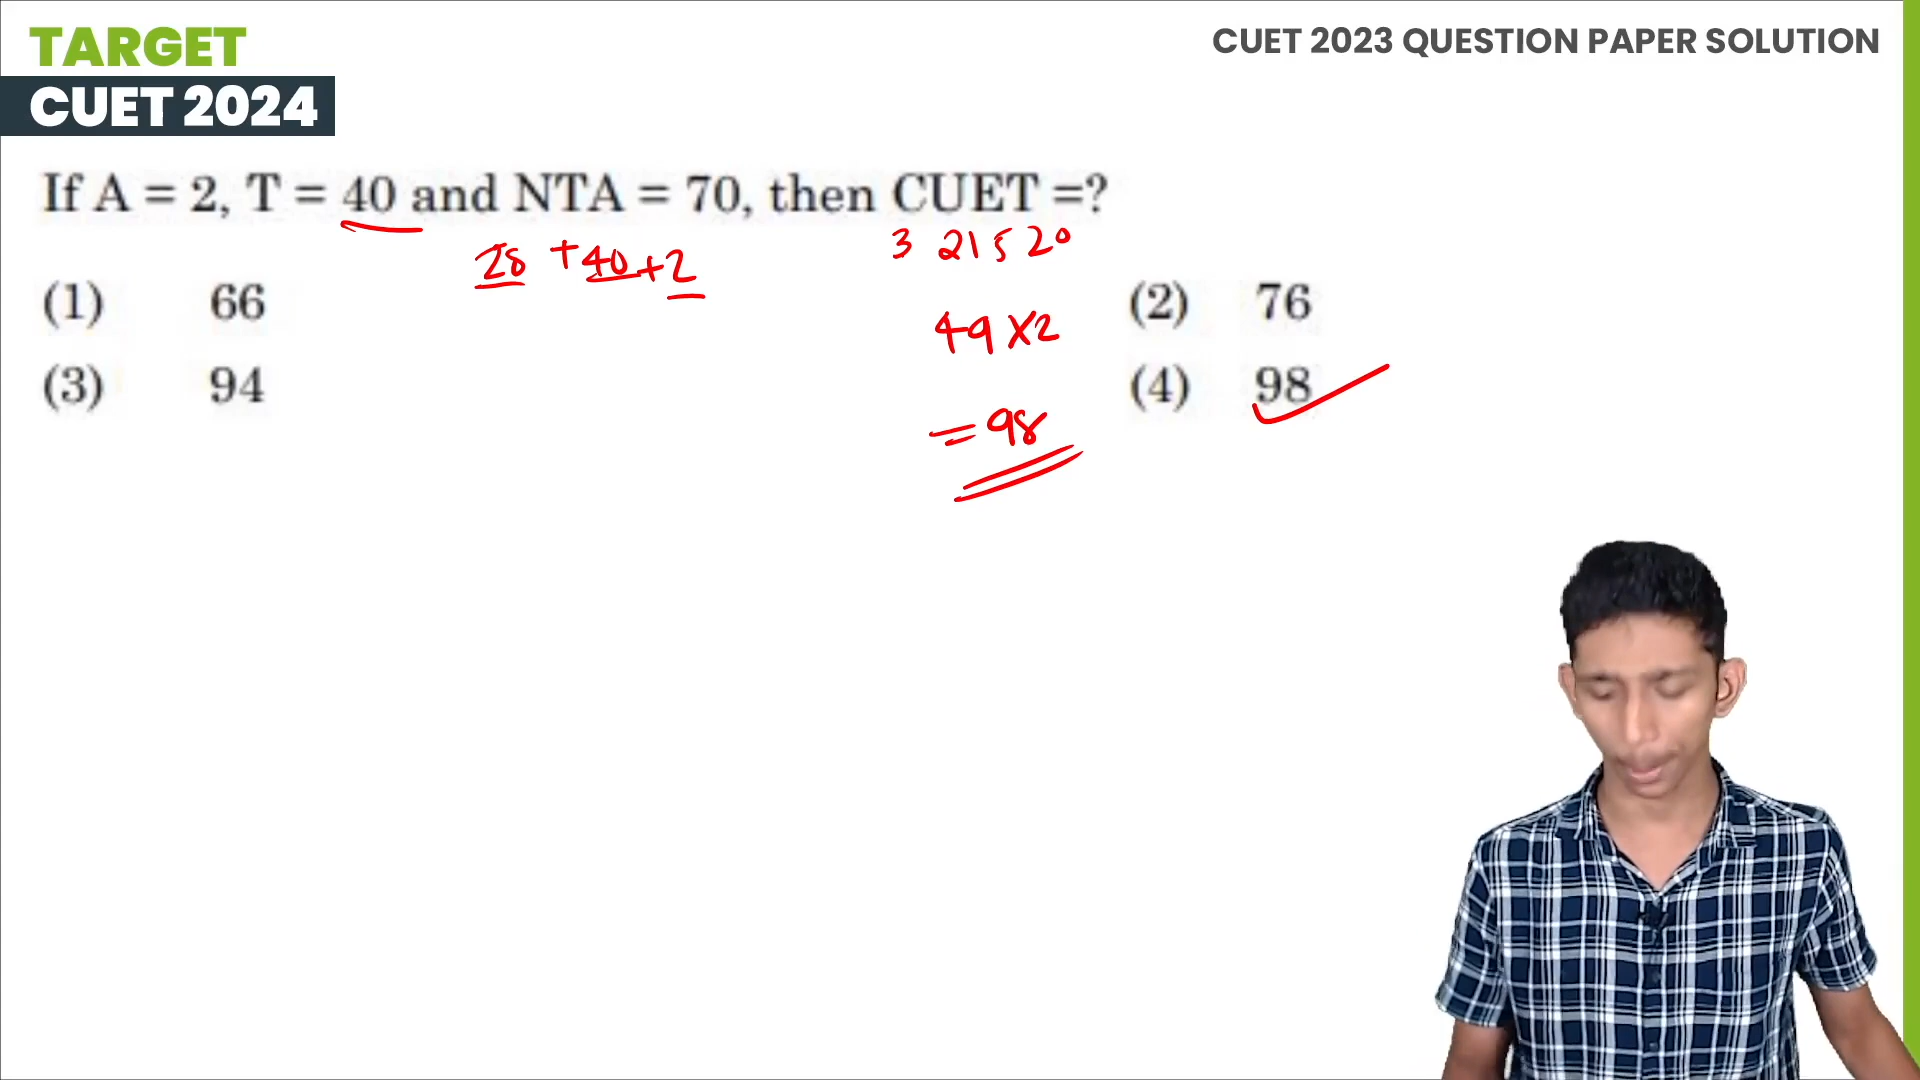 TARGET
CUET 2024
CUET 2023 QUESTION PAPER SOLUTION
If A = 2, T = 40 and NTA = 70, then CUET =?
28 + 40 + 2
3 21 5 20
(1) 66
(2) 76
49 x 2
(3) 94
(4) 98
= 98